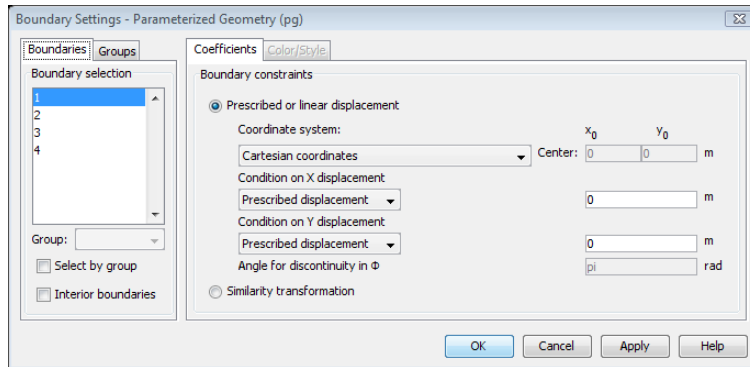 Boundary Settings - Parameterized Geometry (pg)
Boundaries Groups
Boundary selection
1
2
3
4
Group:
Select by group
Interior boundaries
Coefficients Color/Style
Boundary constraints
Prescribed or linear displacement
Coordinate system: x₀ y₀
Cartesian coordinates Center: 0 0 m
Condition on X displacement
Prescribed displacement 0 m
Condition on Y displacement
Prescribed displacement 0 m
Angle for discontinuity in Φ pi rad
Similarity transformation
OK Cancel Apply Help